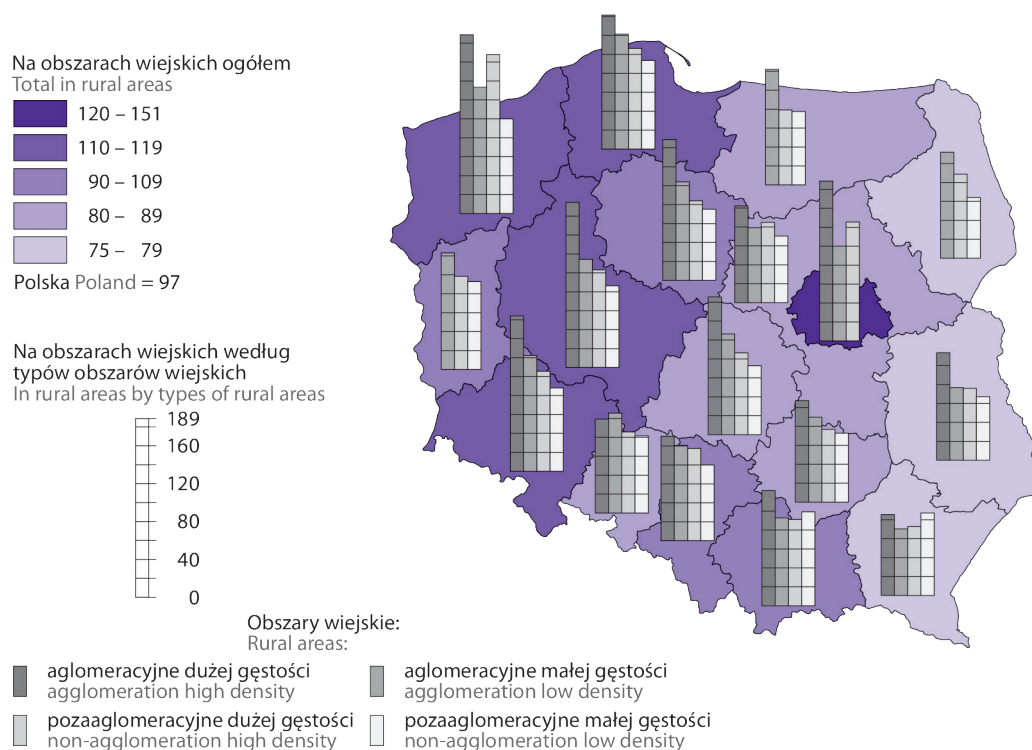 Na obszarach wiejskich ogółem
Total in rural areas
120 – 151
110 – 119
90 – 109
80 – 89
75 – 79
Polska Poland = 97
Na obszarach wiejskich według
typów obszarów wiejskich
In rural areas by types of rural areas
189
160
120
80
40
0
Obszary wiejskie:
Rural areas:
aglomeracyjne dużej gęstości
agglomeration high density
aglomeracyjne małej gęstości
agglomeration low density
pozaaglomeracyjne dużej gęstości
non-agglomeration high density
pozaaglomeracyjne małej gęstości
non-agglomeration low density